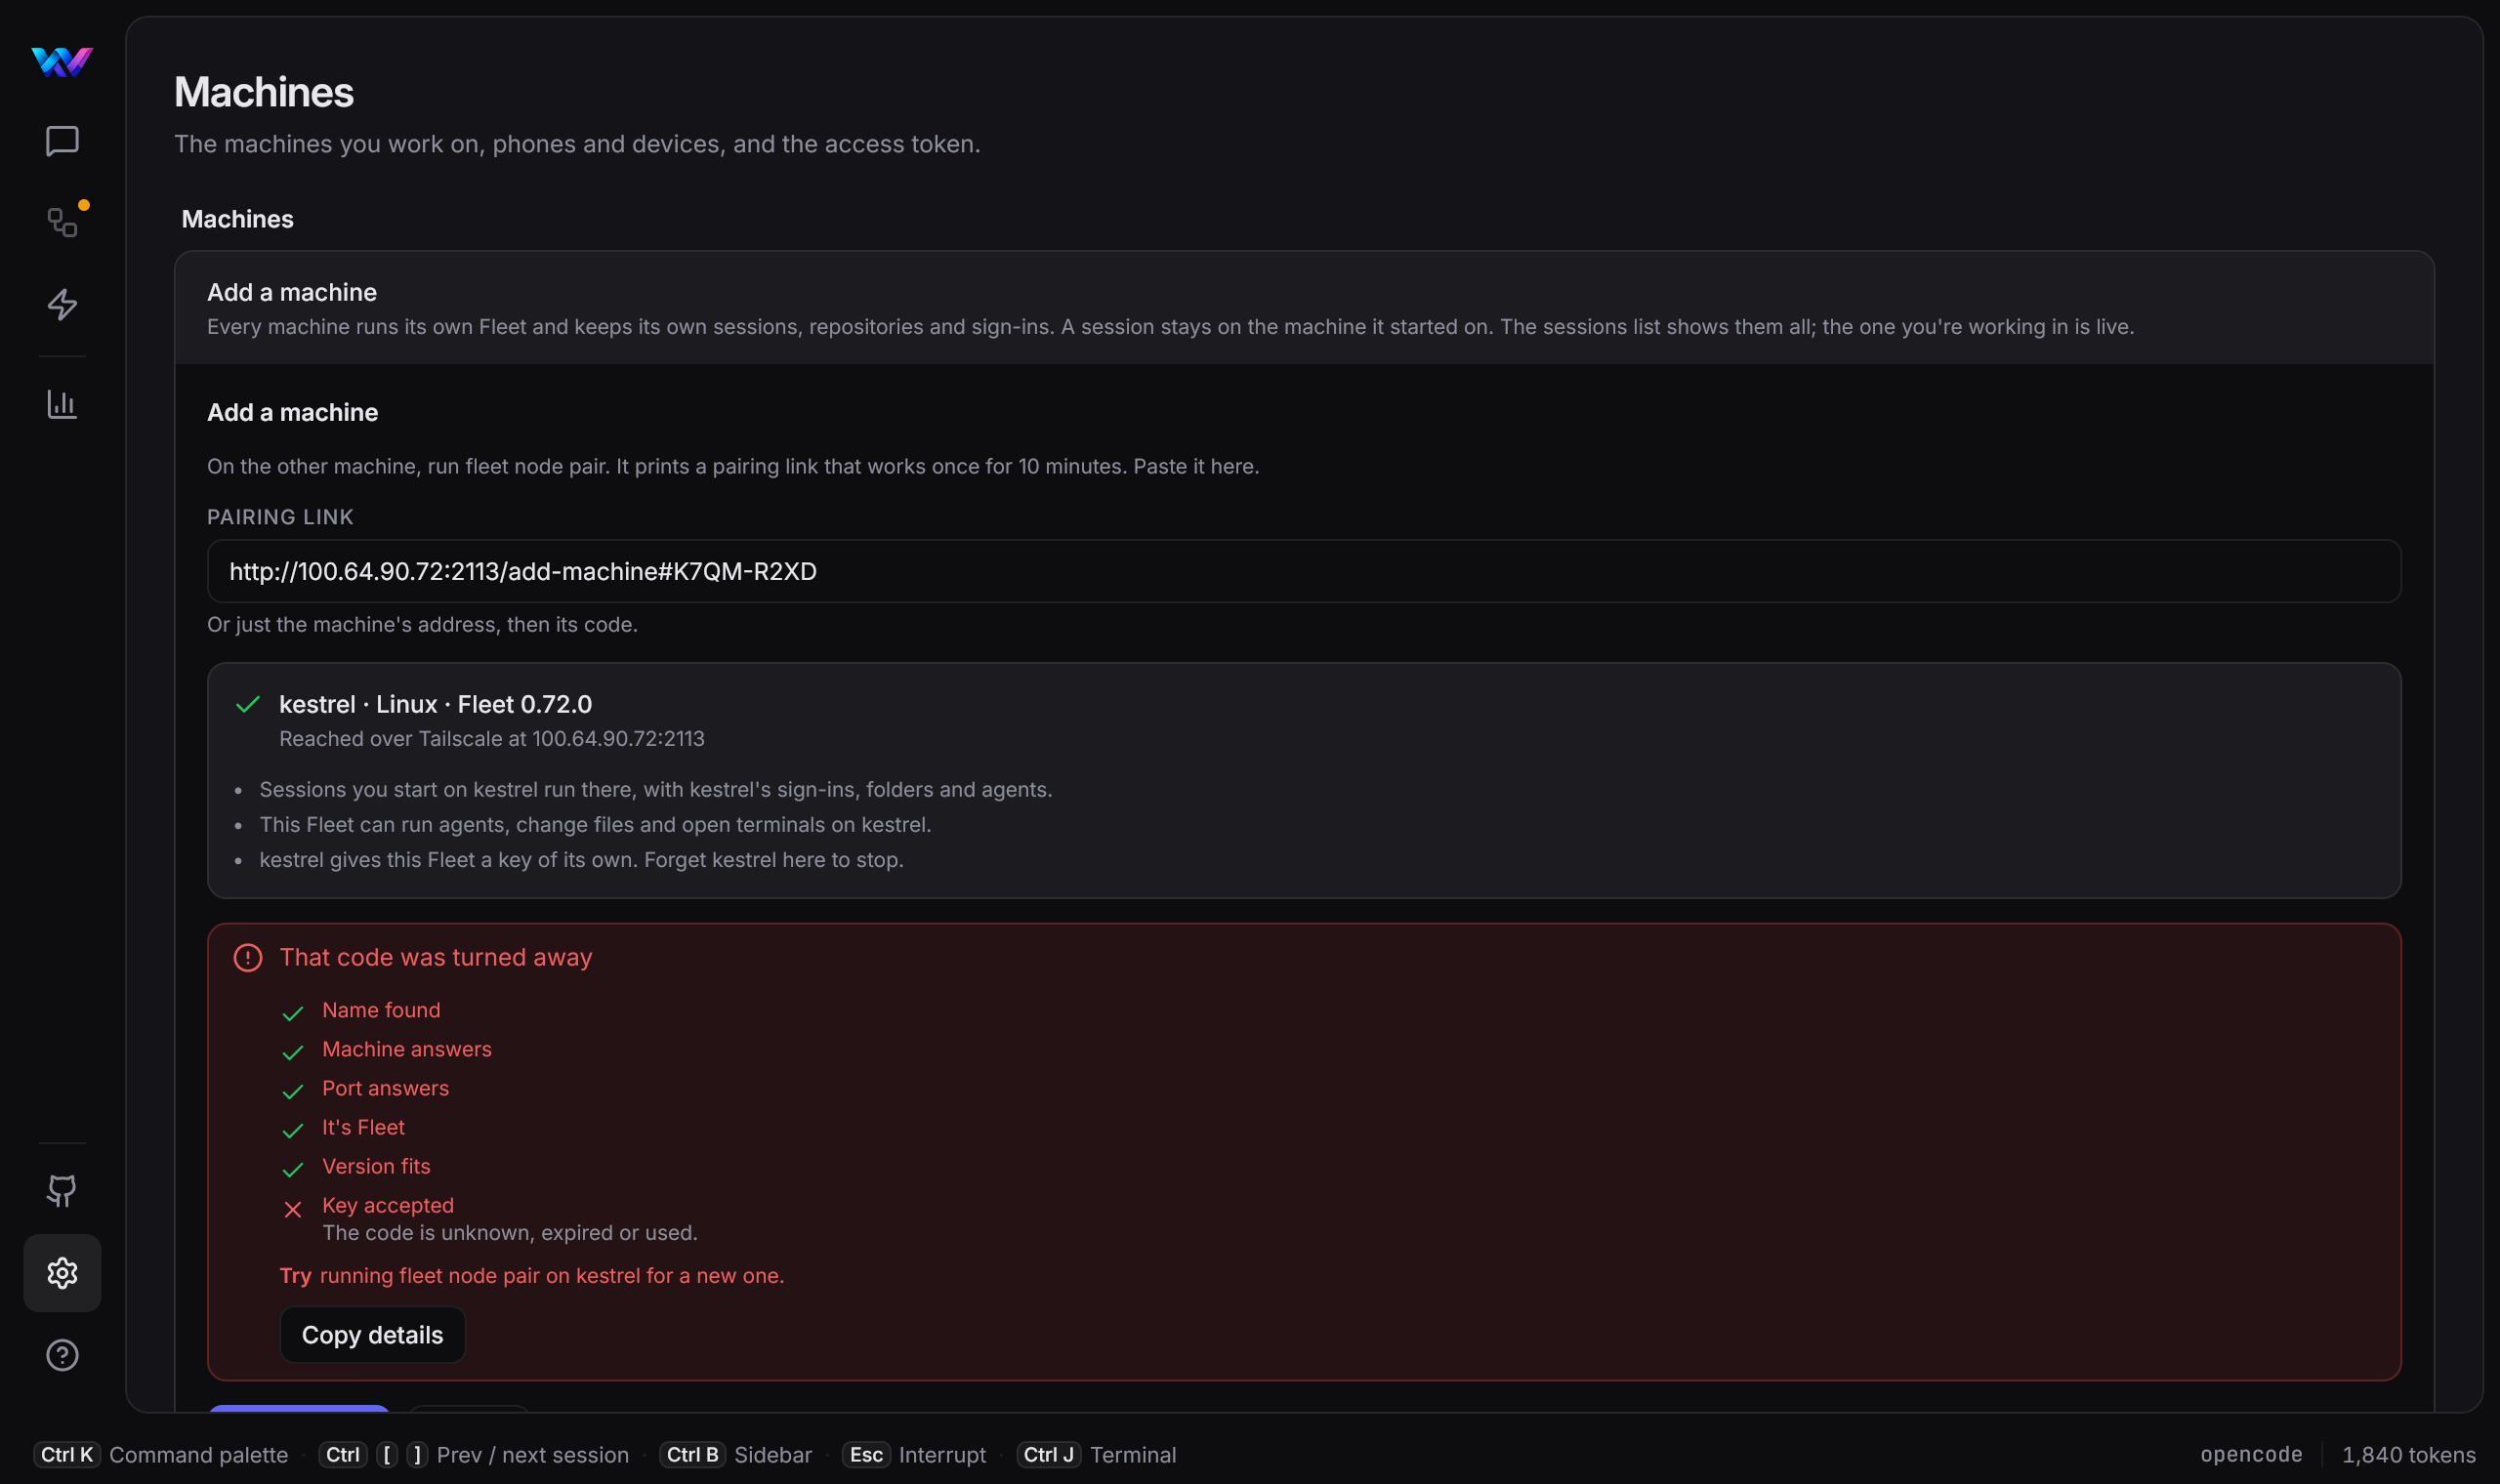 Machines
The machines you work on, phones and devices, and the access token.
Machines
Add a machine
Every machine runs its own Fleet and keeps its own sessions, repositories and sign-ins. A session stays on the machine it started on. The sessions list shows them all; the one you're working in is live.
Add a machine
On the other machine, run fleet node pair. It prints a pairing link that works once for 10 minutes. Paste it here.
PAIRING LINK
http://100.64.90.72:2113/add-machine#K7QM-R2XD
Or just the machine's address, then its code.
kestrel · Linux · Fleet 0.72.0
Reached over Tailscale at 100.64.90.72:2113
• Sessions you start on kestrel run there, with kestrel's sign-ins, folders and agents.
• This Fleet can run agents, change files and open terminals on kestrel.
• kestrel gives this Fleet a key of its own. Forget kestrel here to stop.
That code was turned away
Name found
Machine answers
Port answers
It's Fleet
Version fits
Key accepted
The code is unknown, expired or used.
Try running fleet node pair on kestrel for a new one.
Copy details
Ctrl K Command palette · Ctrl [ ] Prev / next session · Ctrl B Sidebar · Esc Interrupt · Ctrl J Terminal
opencode 1,840 tokens